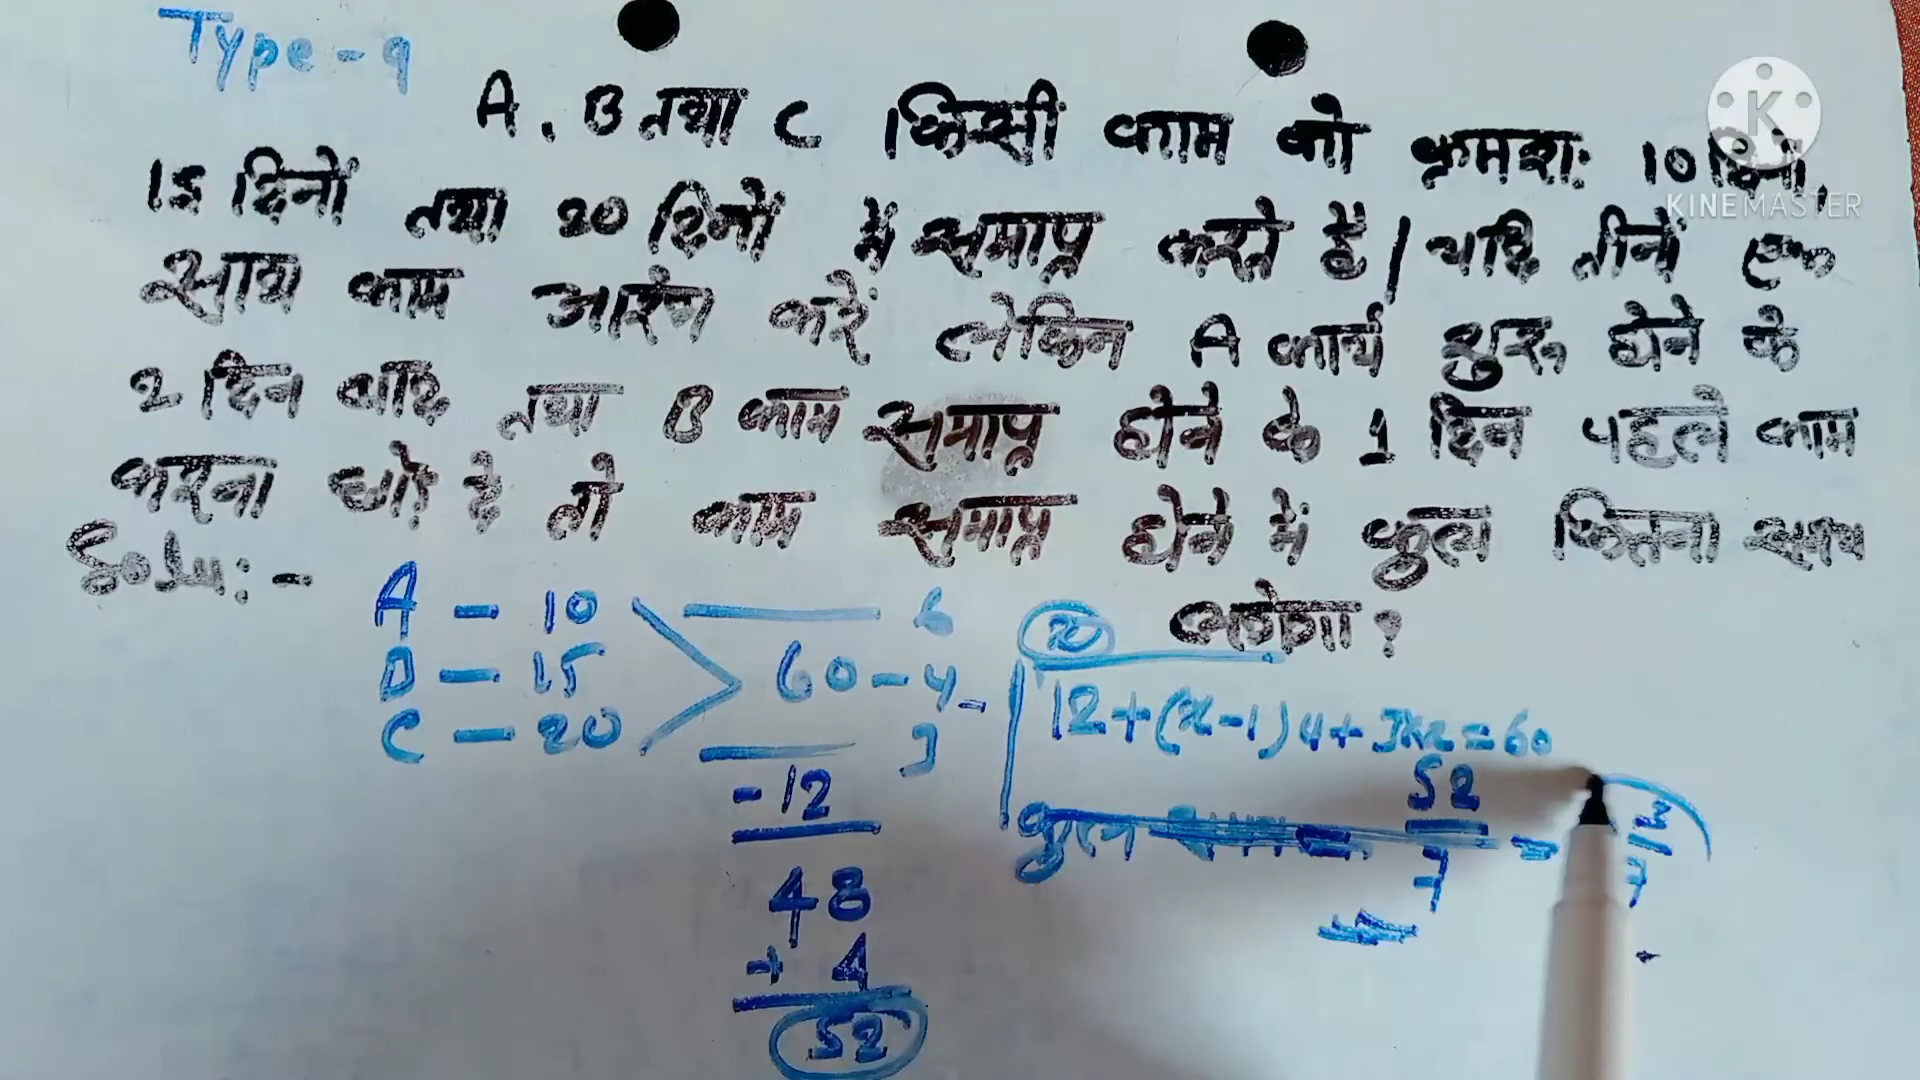 Type-9
A, B तथा C किसी काम को क्रमशः 10 दिनों,
15 दिनों तथा 20 दिनों में समाप्त करते हैं। यदि तीनों एक
साथ काम आरंभ करें लेकिन A कार्य शुरू होने के
2 दिन बाद तथा B काम समाप्त होने के 1 दिन पहले काम
करना छोड़ दे तो काम समाप्त होने में कुल कितना समय
लगेगा?
Solu:-
A - 10 6
B - 15 60 - 4
C - 20 3
12+(x-1)4+3xx=60
- 12
48
+ 4
52
कुल = 52/7 = 3/7
K
KINEMASTER